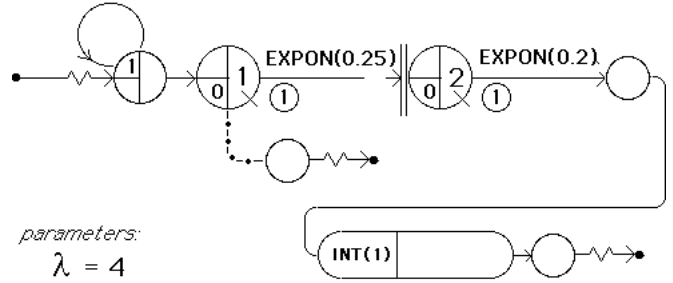 EXPON(0.25) EXPON(0.2)
1 1 2
0 0
1 1
INT(1)
parameters:
λ = 4